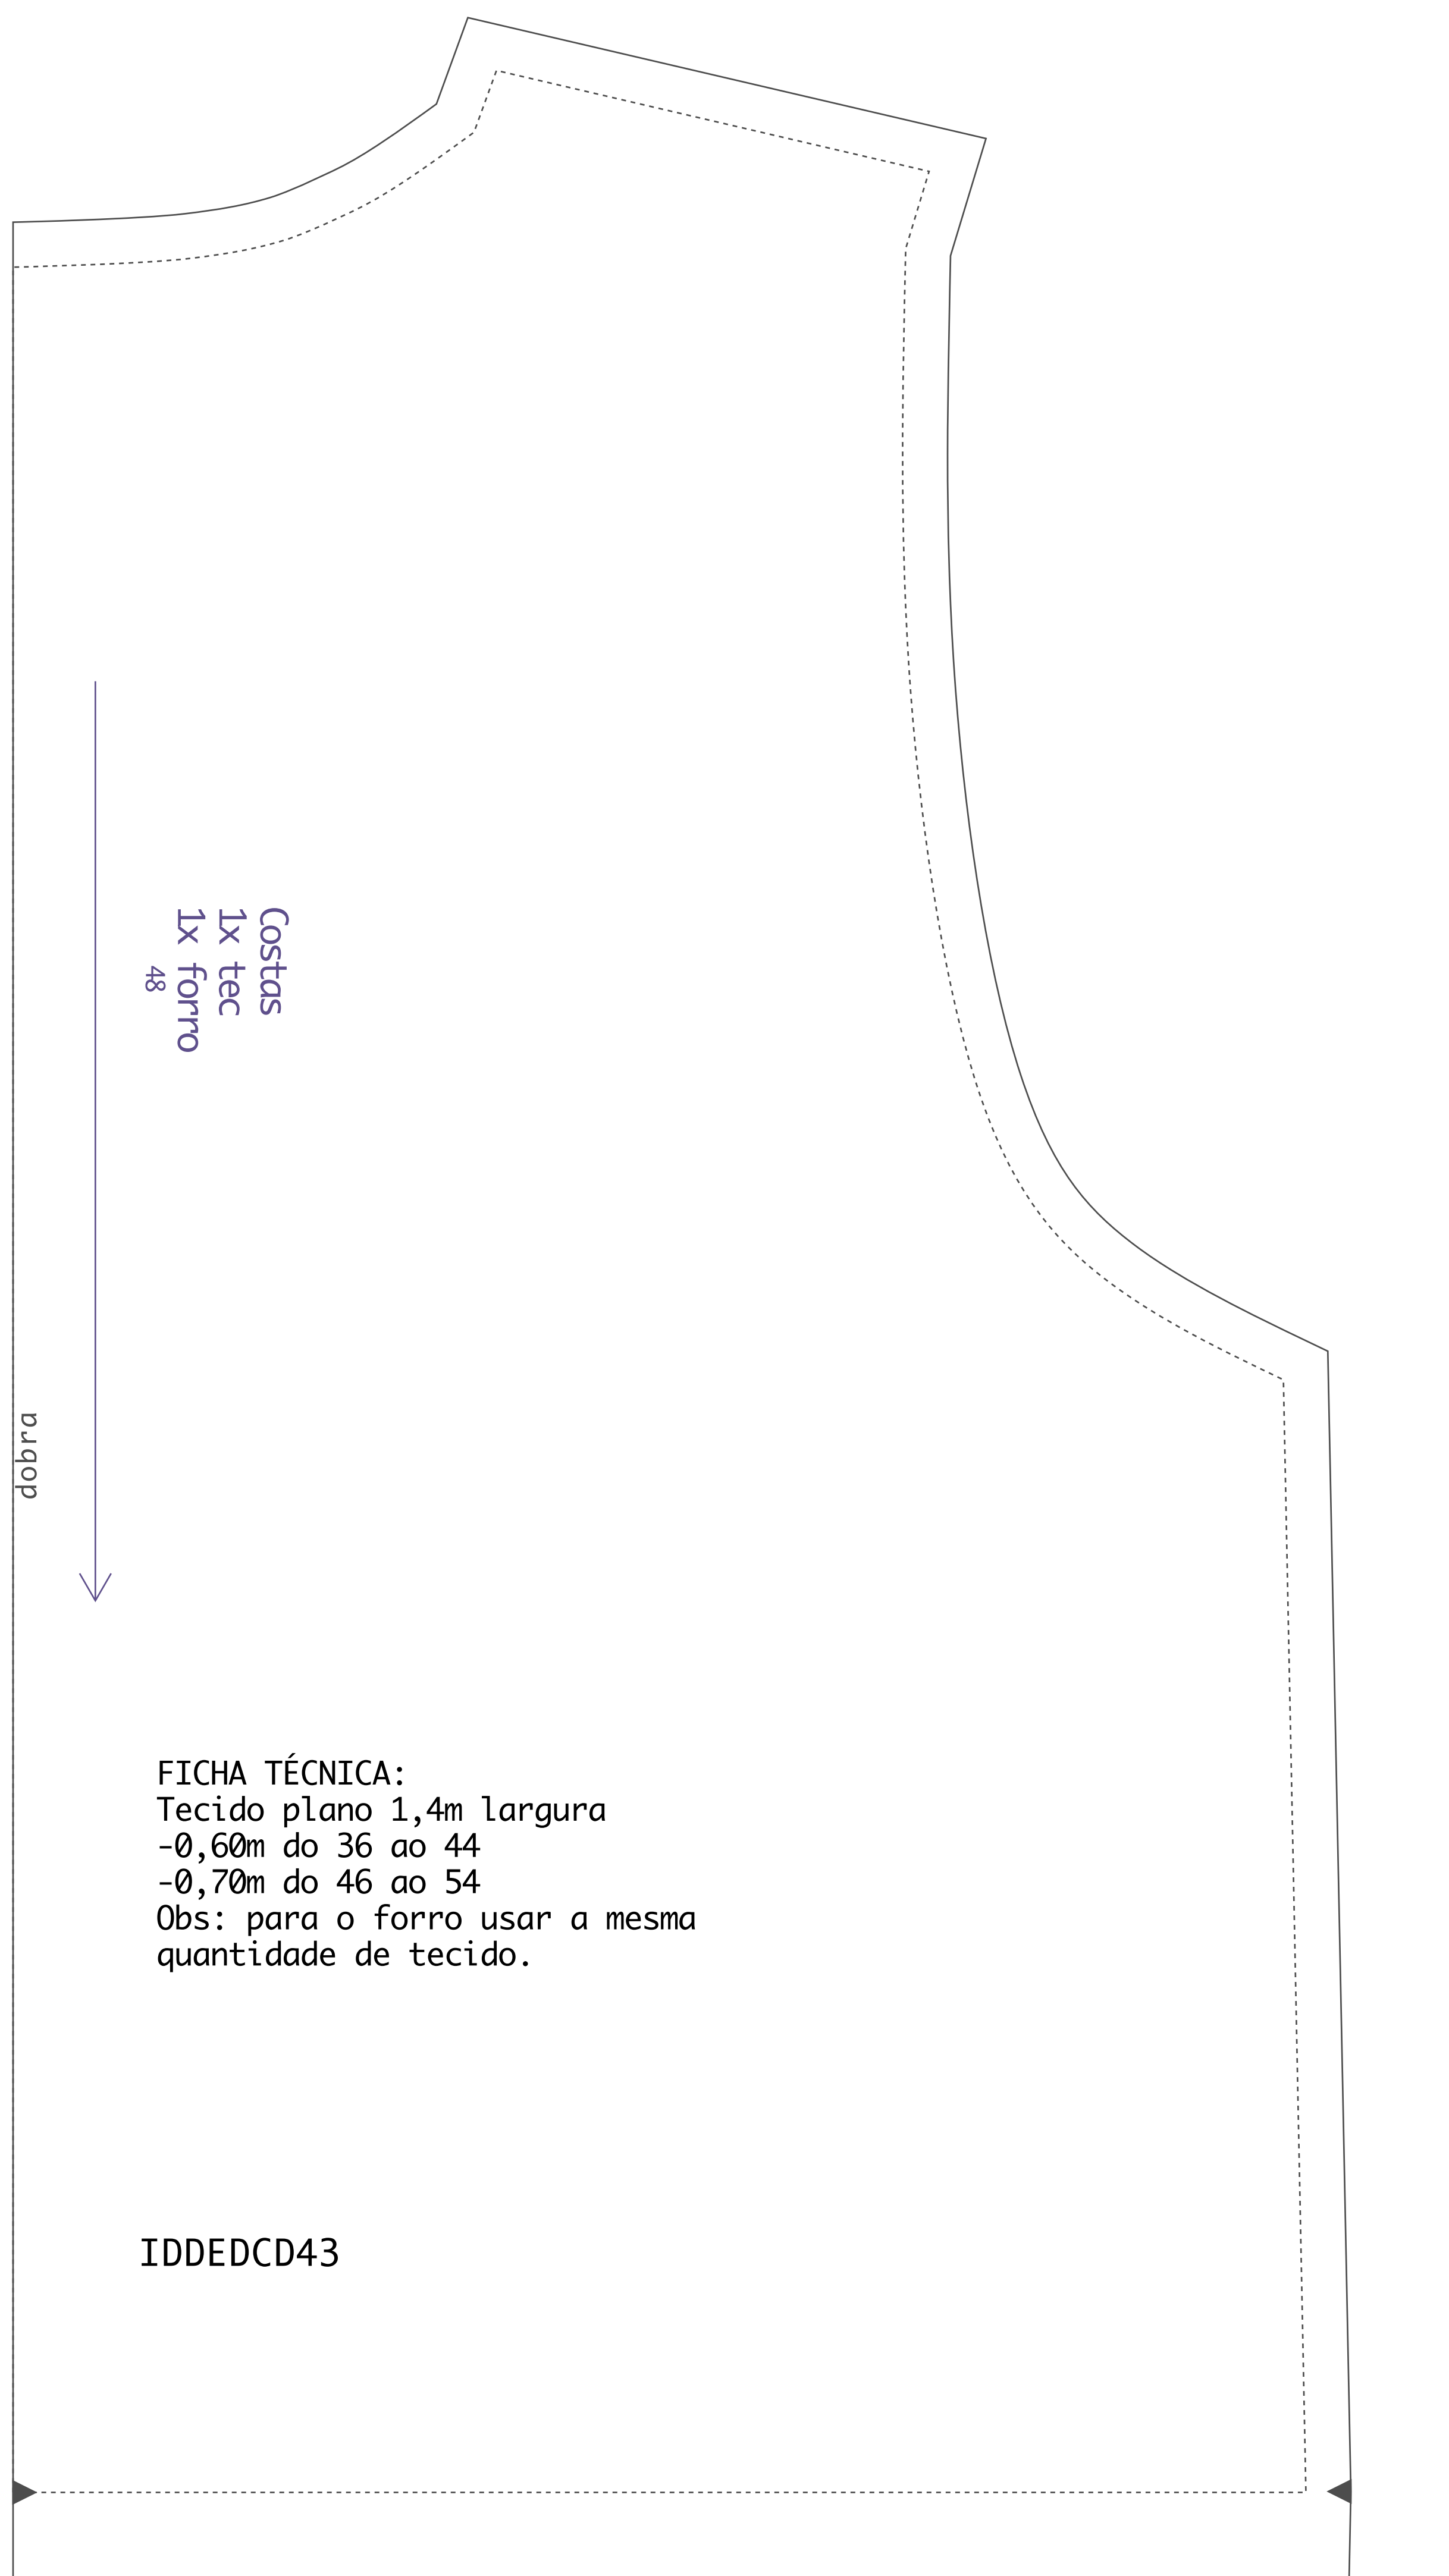 Costas
1x tec
1x forro
48
dobra
FICHA TÉCNICA:
Tecido plano 1,4m largura
-0,60m do 36 ao 44
-0,70m do 46 ao 54
Obs: para o forro usar a mesma
quantidade de tecido.
IDDEDCD43